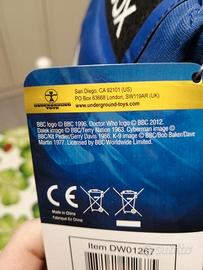 UNDERGROUND
TOYS
San Diego, CA 92101 (US)
PO Box 63668 London, SW119AR (UK)
www.underground-toys.com
BBC logo © BBC 1996. Doctor Who logo © BBC 2012.
Dalek image © BBC/Terry Nation 1963. Cyberman image ©
BBC/Kit Pedler/Gerry Davis 1966. K-9 image © BBC/Bob Baker/Dave
Martin 1977. Licensed by BBC Worldwide Limited.
CE
Made in China
Fabriqué En Chine
Item DW01267